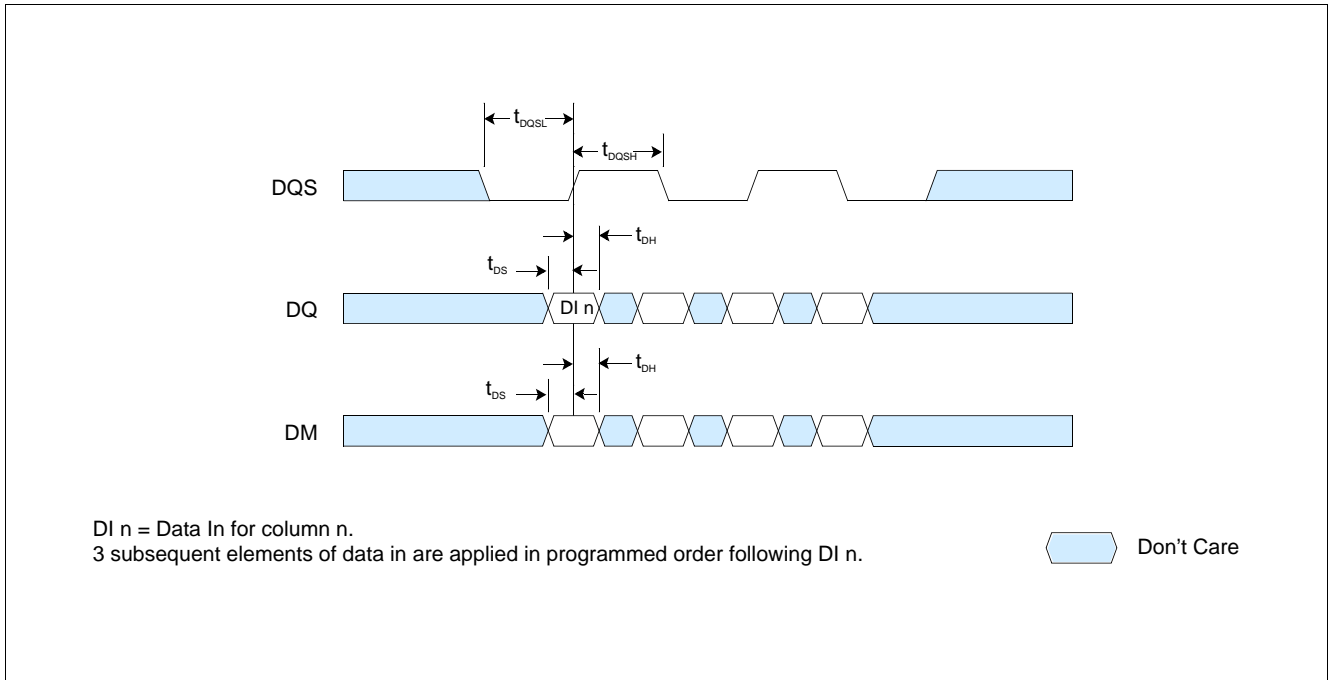 tDQSL
tDQSH
DQS
tDH
tDS
DQ
DI n
tDH
tDS
DM
DI n = Data In for column n.
3 subsequent elements of data in are applied in programmed order following DI n.
Don't Care